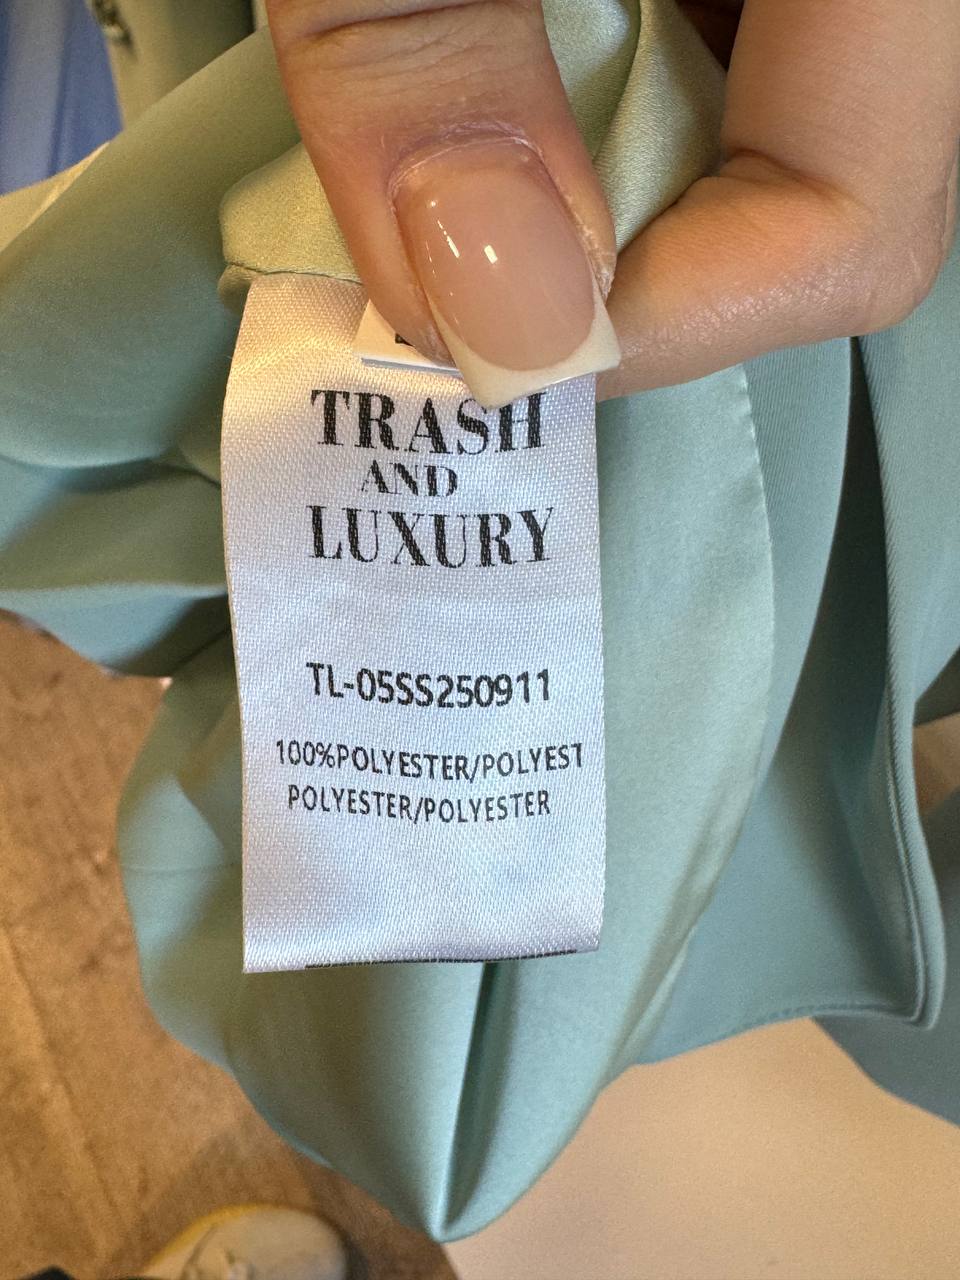 TRASH
AND
LUXURY
TL-05SS250911
100%POLYESTER/POLYEST
POLYESTER/POLYESTER